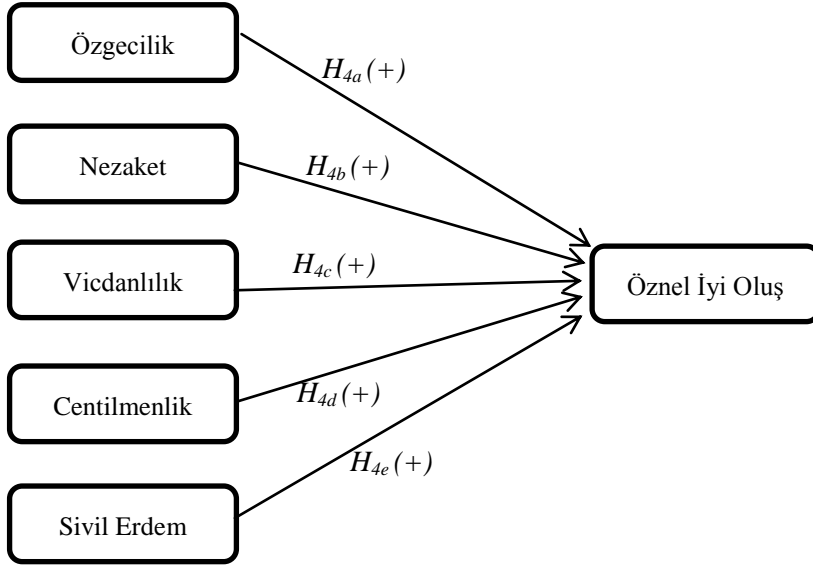 Özgecilik
H4a(+)
Nezaket
H4b(+)
Vicdanlılık
H4c(+)
Öznel İyi Oluş
Centilmenlik
H4d(+)
H4e(+)
Sivil Erdem